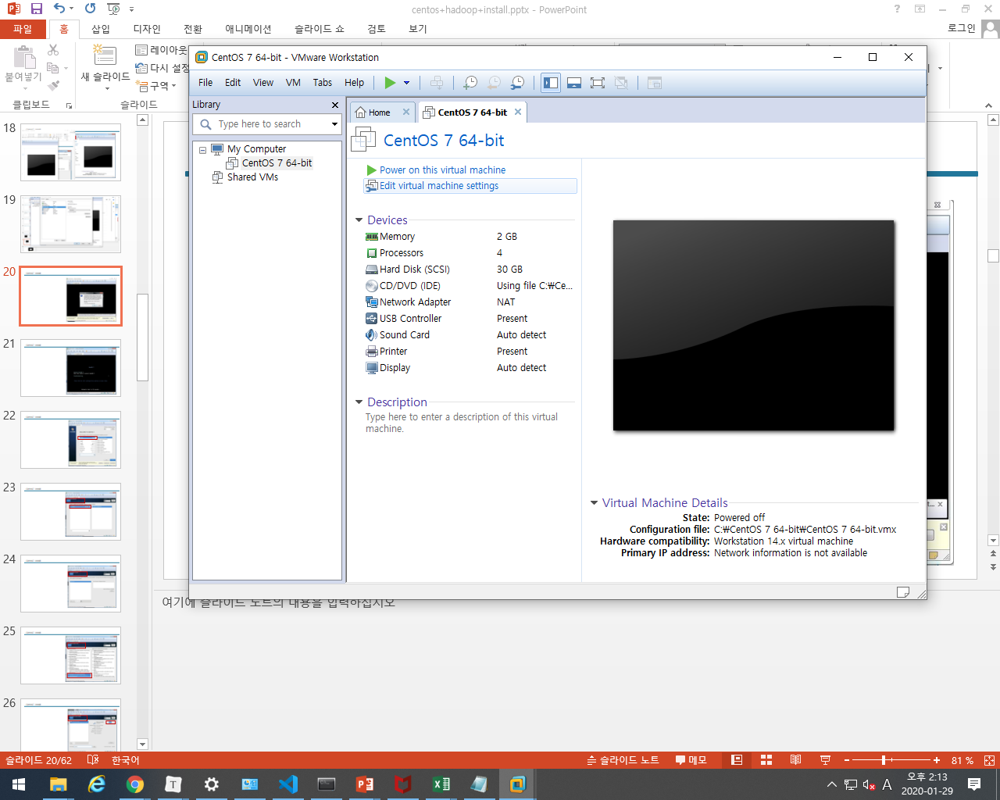 centos+hadoop+install.pptx - PowerPoint
파일
홈
삽입
디자인
전환
애니메이션
슬라이드 쇼
검토
보기
로그인
붙여넣기
새 슬라이드
레이아웃
다시 설정
구역
클립보드
슬라이드
CentOS 7 64-bit - VMware Workstation
File Edit View VM Tabs Help
Library
Type here to search
My Computer
CentOS 7 64-bit
Shared VMs
Home
CentOS 7 64-bit
CentOS 7 64-bit
Power on this virtual machine
Edit virtual machine settings
Devices
Memory 2 GB
Processors 4
Hard Disk (SCSI) 30 GB
CD/DVD (IDE) Using file C:₩Ce...
Network Adapter NAT
USB Controller Present
Sound Card Auto detect
Printer Present
Display Auto detect
Description
Type here to enter a description of this virtual
machine.
Virtual Machine Details
State: Powered off
Configuration file: C:₩CentOS 7 64-bit₩CentOS 7 64-bit.vmx
Hardware compatibility: Workstation 14.x virtual machine
Primary IP address: Network information is not available
18
19
20
21
22
23
24
25
26
여기에 슬라이드 노트의 내용을 입력하십시오
슬라이드 20/62
한국어
슬라이드 노트
메모
81 %
A
오후 2:13
2020-01-29